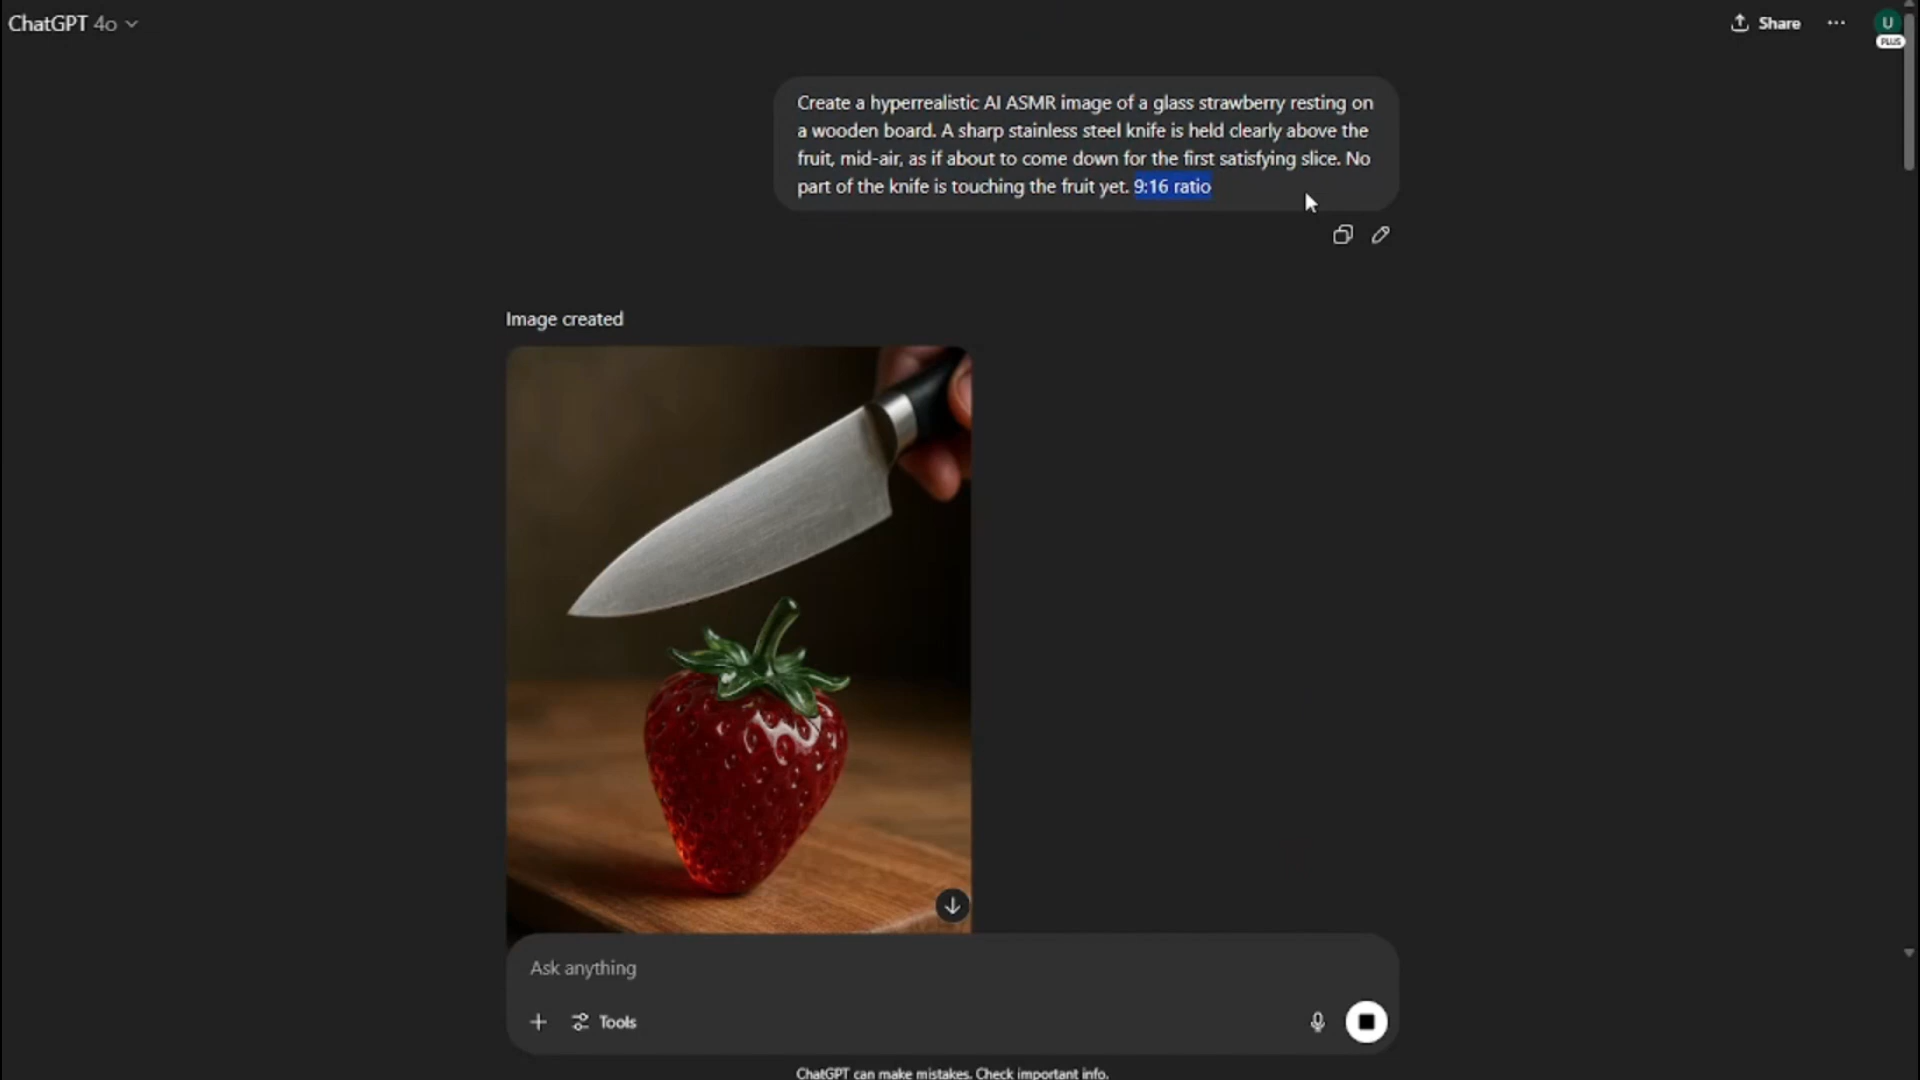 ChatGPT 4o
Share
U
PLUS
Create a hyperrealistic AI ASMR image of a glass strawberry resting on
a wooden board. A sharp stainless steel knife is held clearly above the
fruit, mid-air, as if about to come down for the first satisfying slice. No
part of the knife is touching the fruit yet. 9:16 ratio
Image created
Ask anything
Tools
ChatGPT can make mistakes. Check important info.